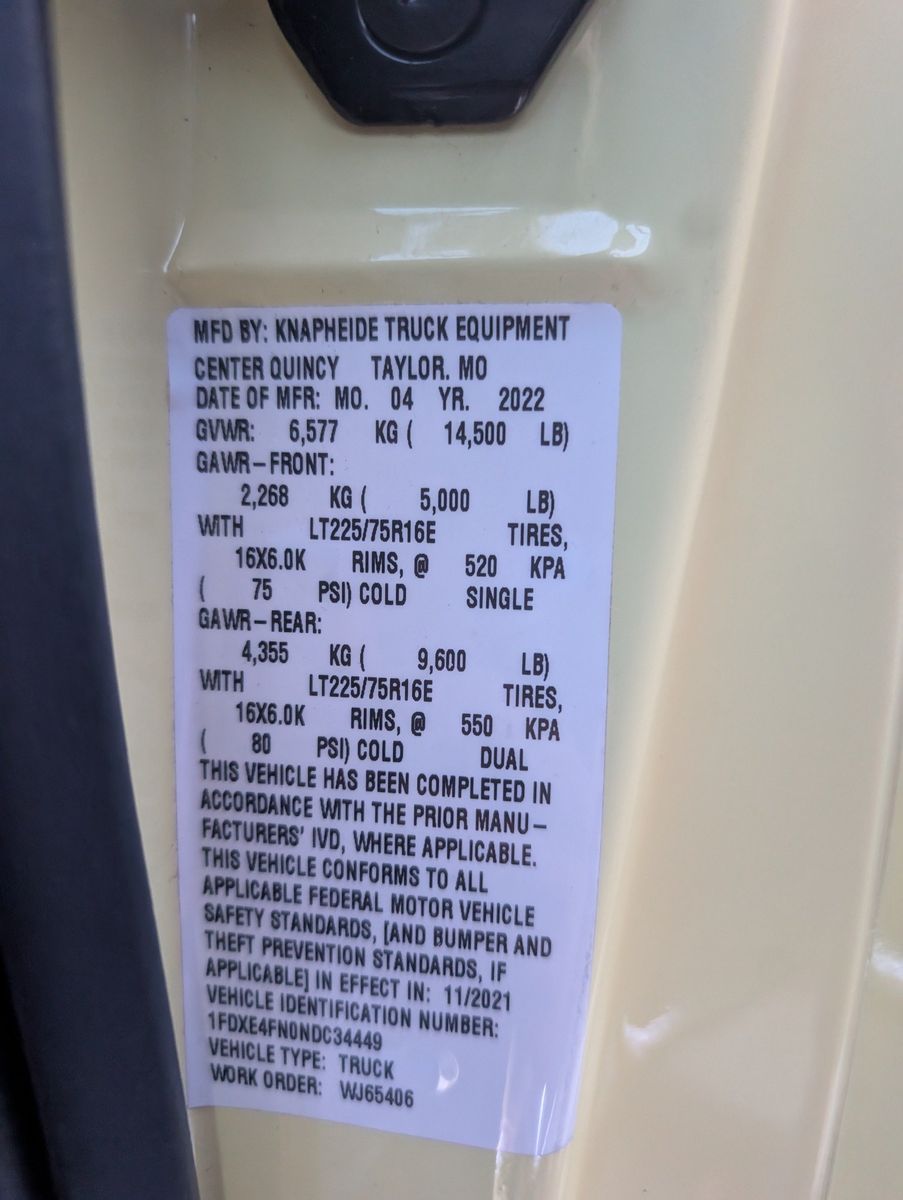 MFD BY: KNAPHEIDE TRUCK EQUIPMENT
CENTER QUINCY TAYLOR. MO
DATE OF MFR: MO. 04 YR. 2022
GVWR: 6,577 KG ( 14,500 LB)
GAWR-FRONT:
2,268 KG ( 5,000 LB)
WITH LT225/75R16E TIRES,
16X6.0K RIMS, @ 520 KPA
( 75 PSI) COLD SINGLE
GAWR-REAR:
4,355 KG ( 9,600 LB)
WITH LT225/75R16E TIRES,
16X6.0K RIMS, @ 550 KPA
( 80 PSI) COLD DUAL
THIS VEHICLE HAS BEEN COMPLETED IN
ACCORDANCE WITH THE PRIOR MANU-
FACTURERS' IVD, WHERE APPLICABLE.
THIS VEHICLE CONFORMS TO ALL
APPLICABLE FEDERAL MOTOR VEHICLE
SAFETY STANDARDS, [AND BUMPER AND
THEFT PREVENTION STANDARDS, IF
APPLICABLE] IN EFFECT IN: 11/2021
VEHICLE IDENTIFICATION NUMBER:
1FDXE4FN0NDC34449
VEHICLE TYPE: TRUCK
WORK ORDER: WJ65406